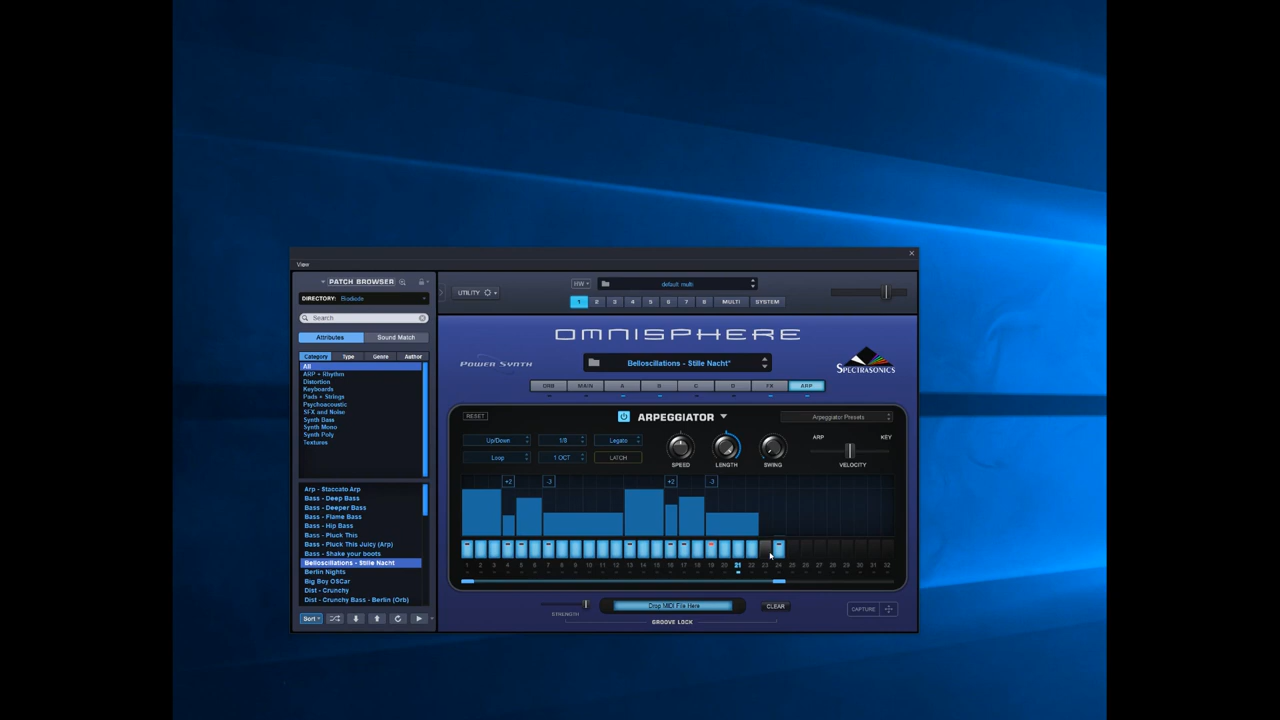 View
PATCH BROWSER
DIRECTORY:
Search
Attributes Sound Match
Category Type Genre Author
All
ARP + Rhythm
Distortion
Keyboards
Pads + Strings
Psychoacoustic
SFX and Noise
Synth Bass
Synth Mono
Synth Poly
Textures
Arp - Staccato Arp
Bass - Deep Bass
Bass - Deeper Bass
Bass - Flame Bass
Bass - Hip Bass
Bass - Pluck This
Bass - Pluck This Juicy (Arp)
Bass - Shake your boots
Belloscillations - Stille Nacht
Berlin Nights
Big Boy OSCar
Dist - Crunchy
Dist - Crunchy Bass - Berlin (Orb)
Sort
UTILITY
HW
default multi
1 2 3 4 5 6 7 8 MULTI SYSTEM
OMNISPHERE
POWER SYNTH
Belloscillations - Stille Nacht*
SPECTRASONICS
ORB MAIN A B C D FX ARP
RESET
ARPEGGIATOR
Arpeggiator Presets
Up/Down 1/8 Legato
Loop 1 OCT LATCH
SPEED LENGTH SWING
ARP KEY
VELOCITY
+2 -3 +2 -3
1 2 3 4 5 6 7 8 9 10 11 12 13 14 15 16 17 18 19 20 21 22 23 24 25 26 27 28 29 30 31 32
STRENGTH
Drop MIDI File Here
CLEAR
GROOVE LOCK
CAPTURE